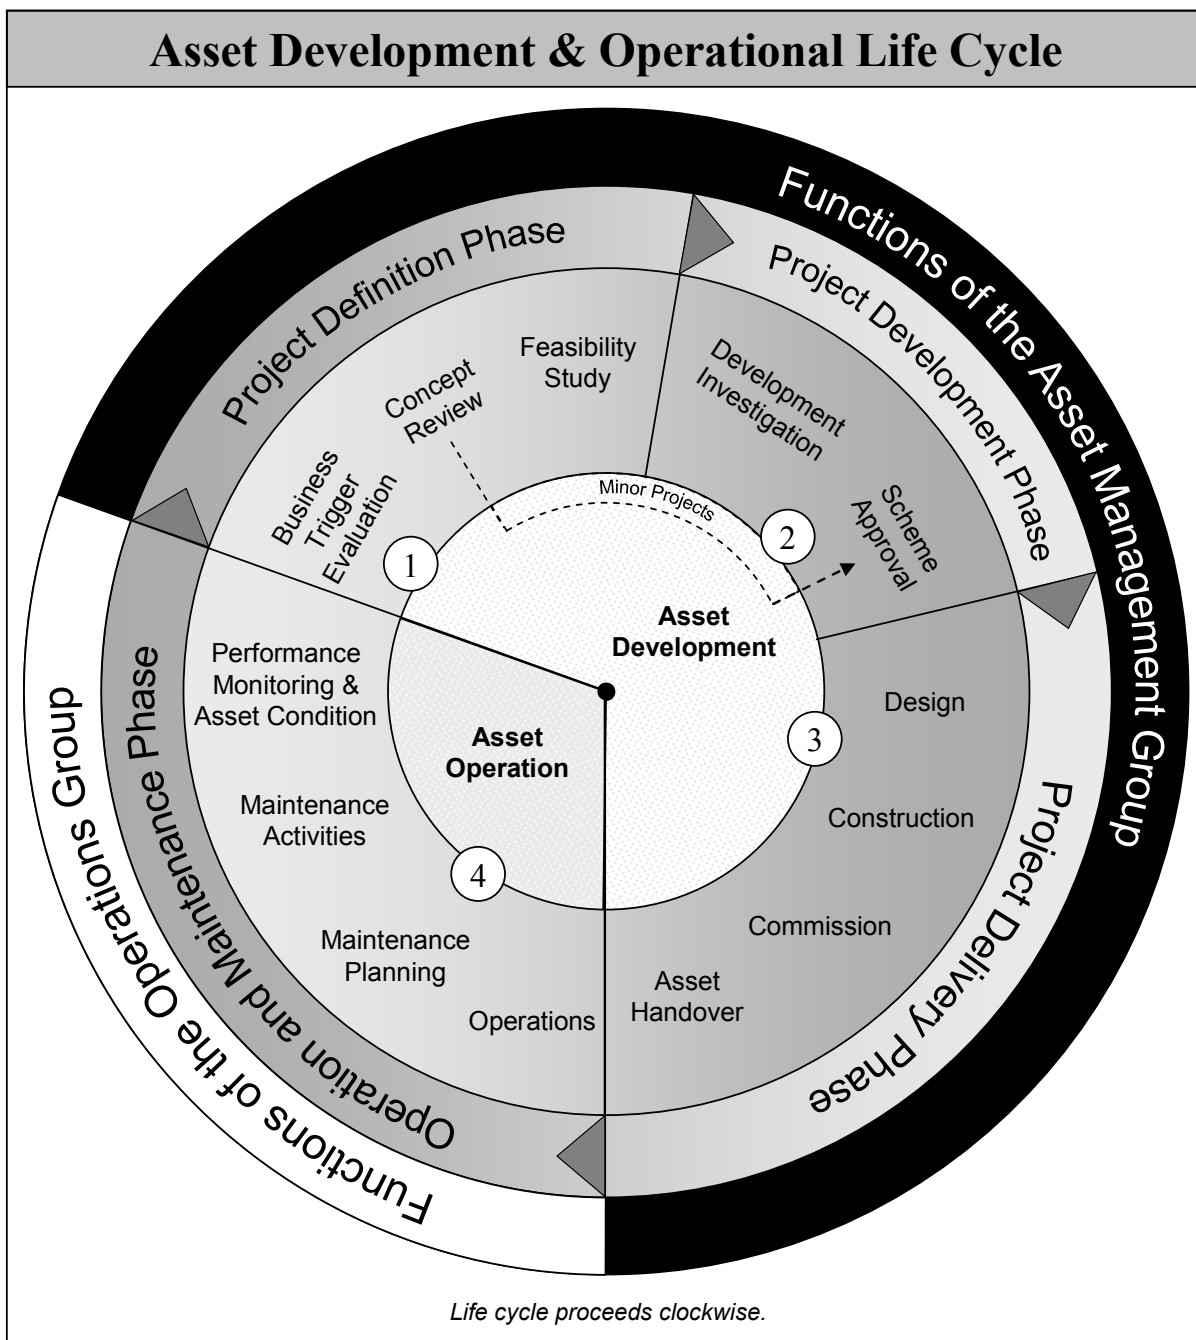 Asset Development & Operational Life Cycle
Functions of the Asset Management Group
Project Definition Phase
Project Development Phase
Feasibility
Study
Concept
Review
Business
Trigger
Evaluation
Development
Investigation
Scheme
Approval
Minor Projects
1
2
Asset
Development
3
Design
Construction
Commission
Asset
Handover
Project Delivery Phase
Performance
Monitoring &
Asset Condition
Asset
Operation
4
Maintenance
Activities
Maintenance
Planning
Operations
Operation and Maintenance Phase
Functions of the Operations Group
Life cycle proceeds clockwise.